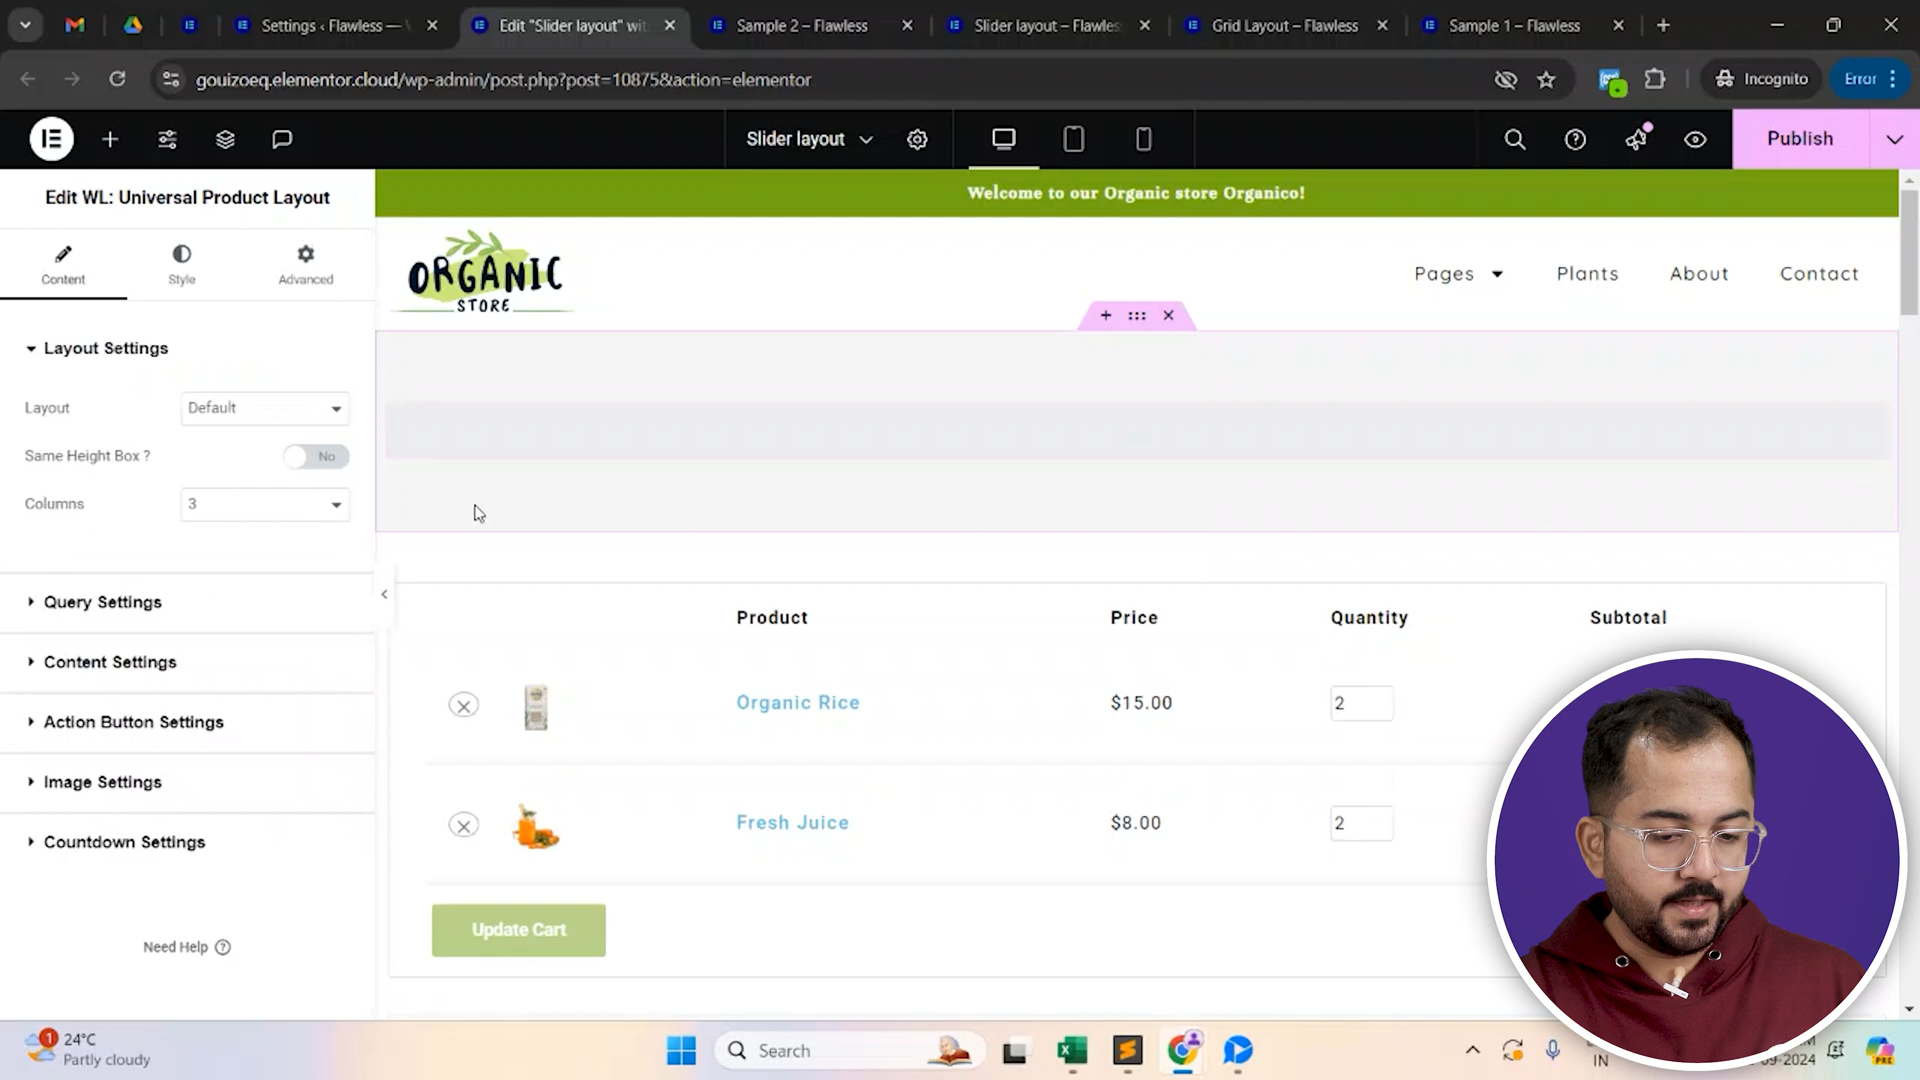 Settings ‹ Flawless —
Edit "Slider layout" wit
Sample 2 – Flawless
Slider layout – Flawles
Grid Layout – Flawless
Sample 1 – Flawless
gouizoeq.elementor.cloud/wp-admin/post.php?post=10875&action=elementor
Incognito
Error
Slider layout
Publish
Edit WL: Universal Product Layout
Content
Style
Advanced
Layout Settings
Layout
Default
Same Height Box ?
No
Columns
3
Query Settings
Content Settings
Action Button Settings
Image Settings
Countdown Settings
Need Help
Welcome to our Organic store Organico!
ORGANIC
STORE
Pages
Plants
About
Contact
Product
Price
Quantity
Subtotal
Organic Rice
$15.00
2
Fresh Juice
$8.00
2
Update Cart
1
24°C
Partly cloudy
Search
IN
09-2024
PRE